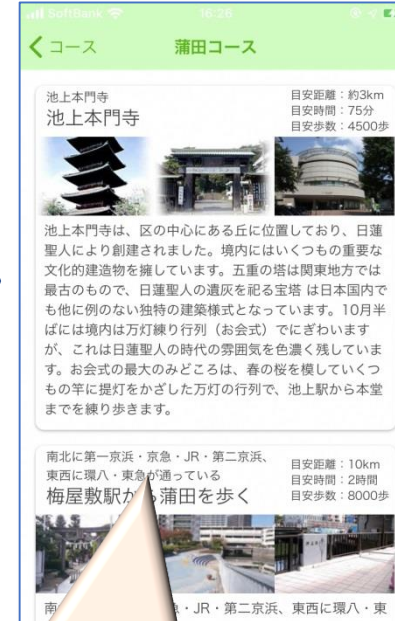 SoftBank 16:26
コース 蒲田コース
池上本門寺
池上本門寺
目安距離：約3km
目安時間：75分
目安歩数：4500歩
池上本門寺は、区の中心にある丘に位置しており、日蓮
聖人により創建されました。境内にはいくつもの重要な
文化的建造物を擁しています。五重の塔は関東地方では
最古のもので、日蓮聖人の遺灰を祀る宝塔 は日本国内で
も他に例のない独特の建築様式となっています。10月半
ばには境内は万灯練り行列（お会式）でにぎわいます
が、これは日蓮聖人の時代の雰囲気を色濃く残していま
す。お会式の最大のみどころは、春の桜を模していくつ
もの竿に提灯をかざした万灯の行列で、池上駅から本堂
までを練り歩きます。
南北に第一京浜・京急・JR・第二京浜、
東西に環八・東急が通っている
梅屋敷駅から蒲田を歩く
目安距離：10km
目安時間：2時間
目安歩数：8000歩
南 急・JR・第二京浜、東西に環八・東